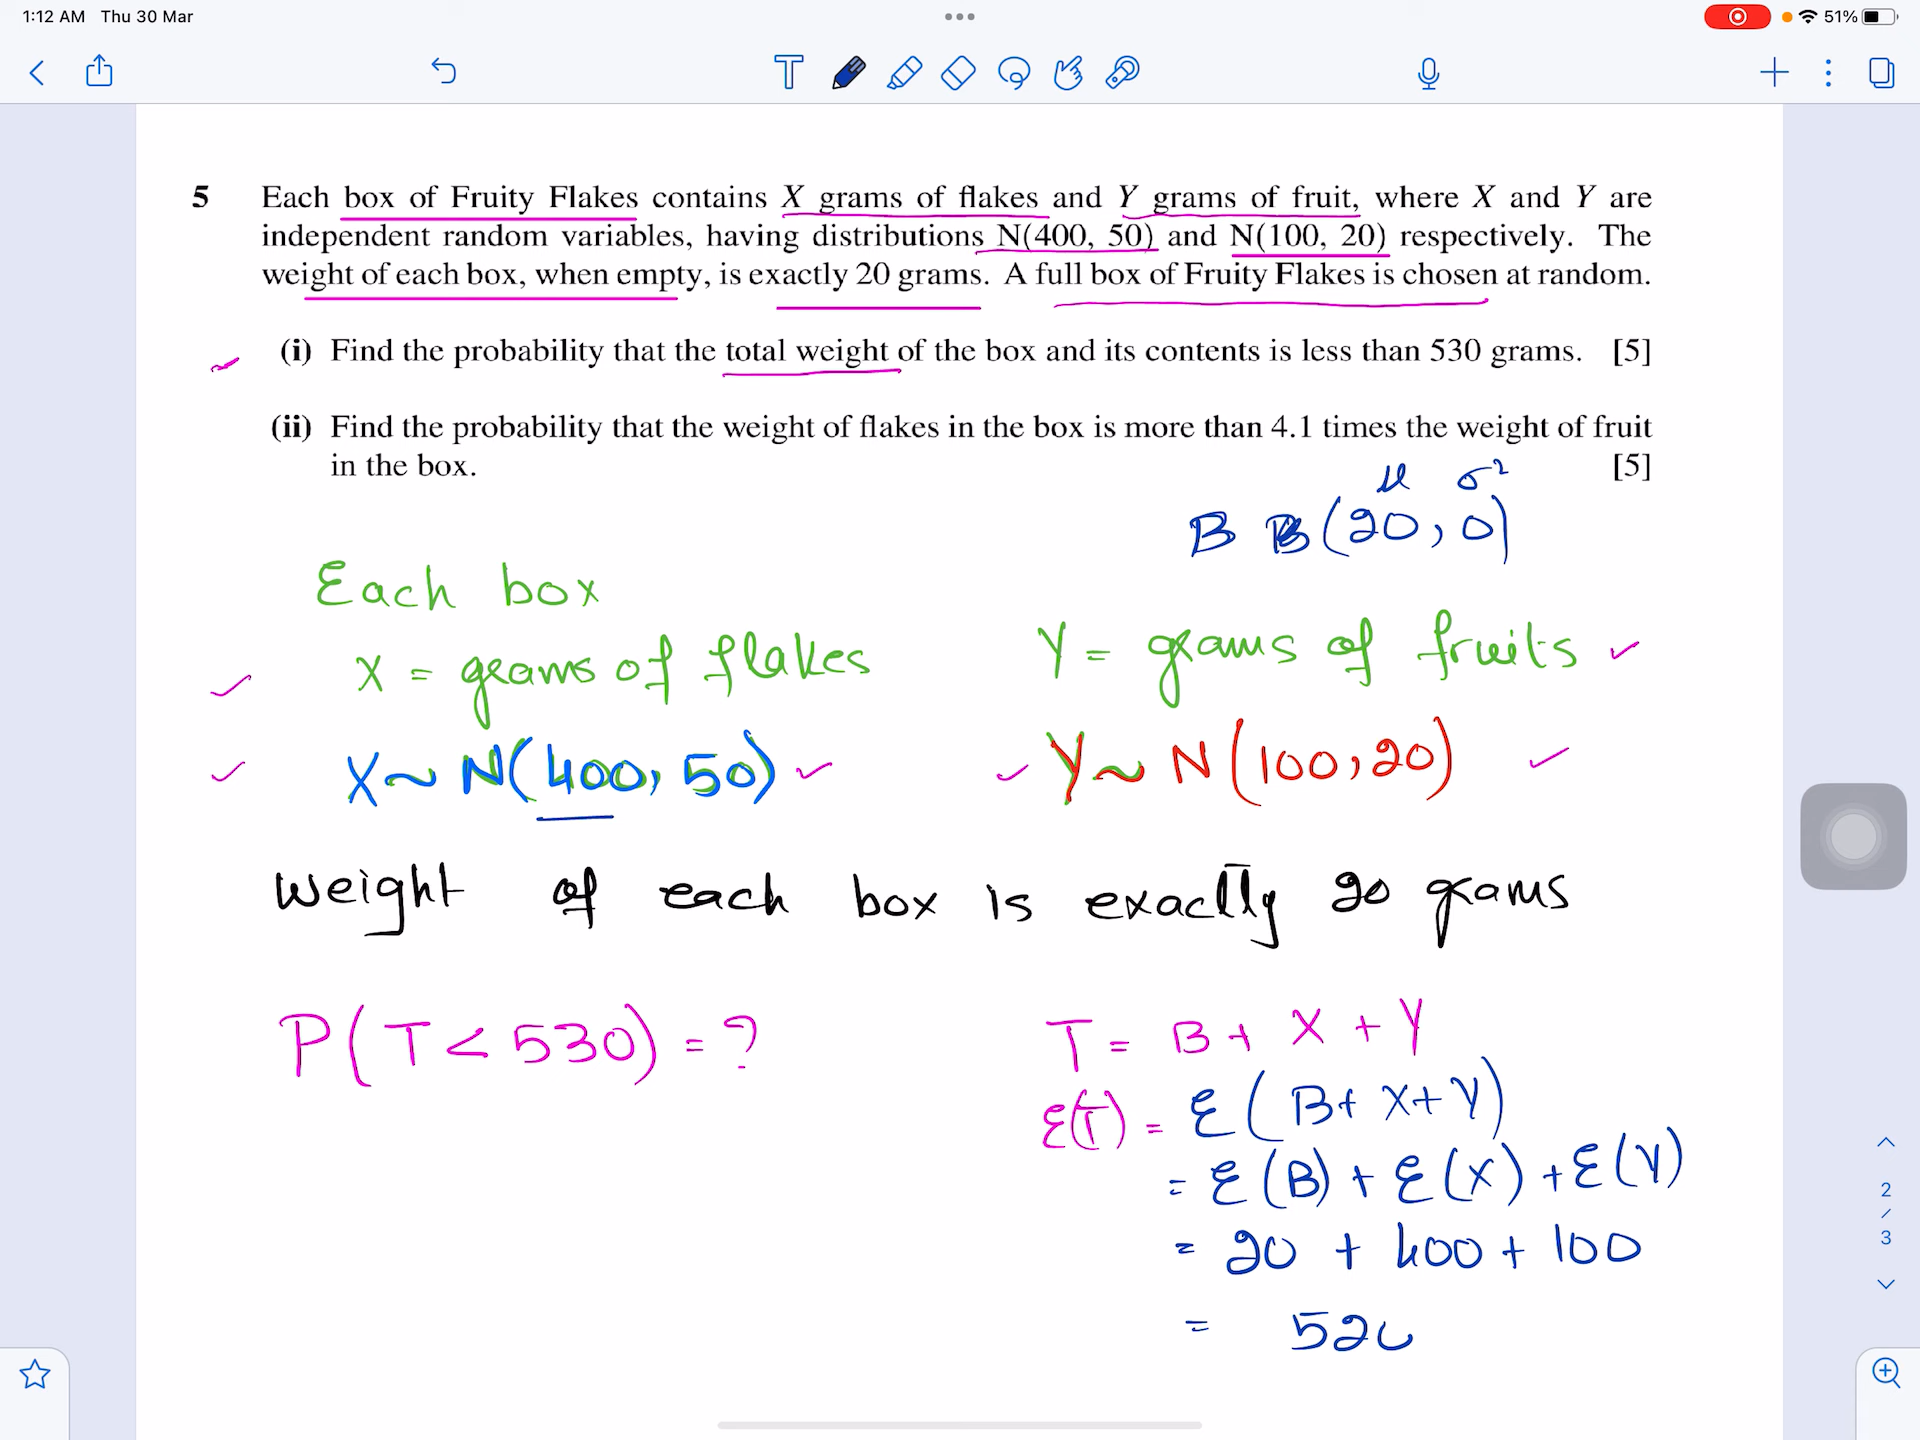 1:12 AM Thu 30 Mar
51%
5 Each box of Fruity Flakes contains X grams of flakes and Y grams of fruit, where X and Y are
independent random variables, having distributions N(400, 50) and N(100, 20) respectively. The
weight of each box, when empty, is exactly 20 grams. A full box of Fruity Flakes is chosen at random.
(i) Find the probability that the total weight of the box and its contents is less than 530 grams. [5]
(ii) Find the probability that the weight of flakes in the box is more than 4.1 times the weight of fruit
in the box. [5]
μ σ²
B B(20, 0)
Each box
X = grams of flakes
Y = grams of fruits
X ~ N(400, 50)
Y ~ N(100, 20)
weight of each box is exactly 20 grams
P(T < 530) = ?
T = B + X + Y
E(T) = E(B + X + Y)
= E(B) + E(X) + E(Y)
= 20 + 400 + 100
= 520
2
/
3